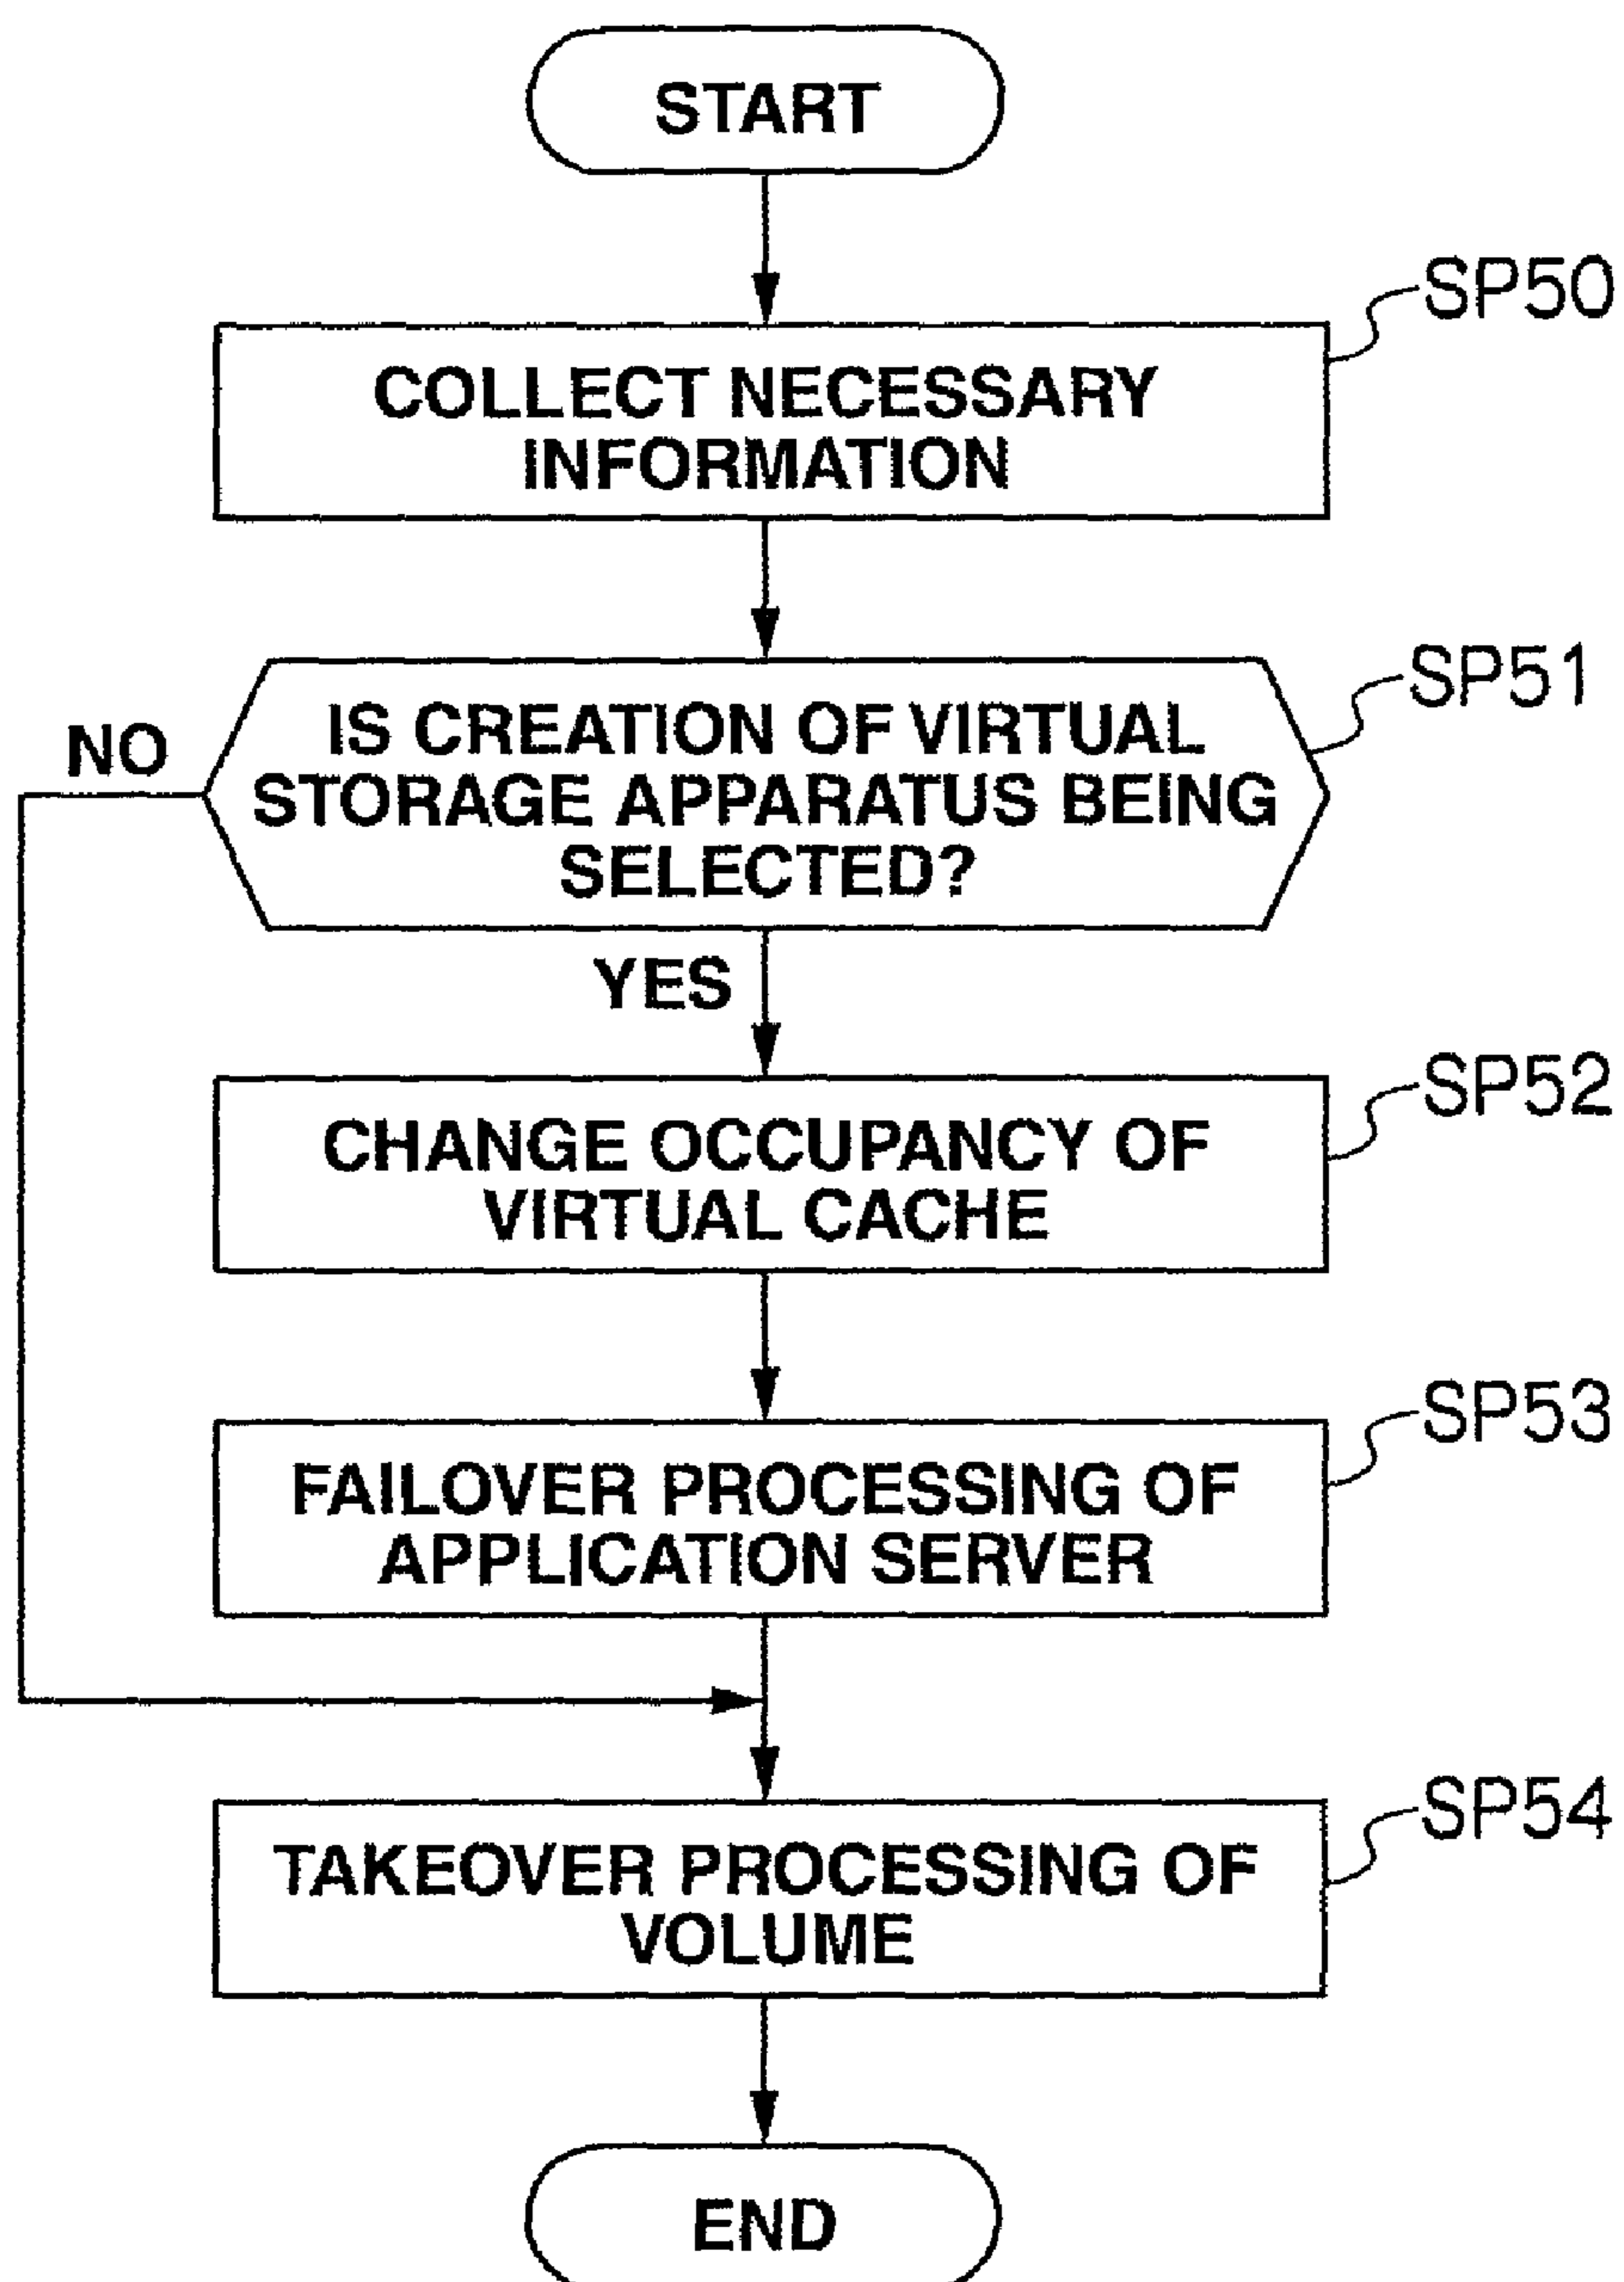 START
SP50
COLLECT NECESSARY
INFORMATION
SP51
NO
IS CREATION OF VIRTUAL
STORAGE APPARATUS BEING
SELECTED?
YES
SP52
CHANGE OCCUPANCY OF
VIRTUAL CACHE
SP53
FAILOVER PROCESSING OF
APPLICATION SERVER
SP54
TAKEOVER PROCESSING OF
VOLUME
END